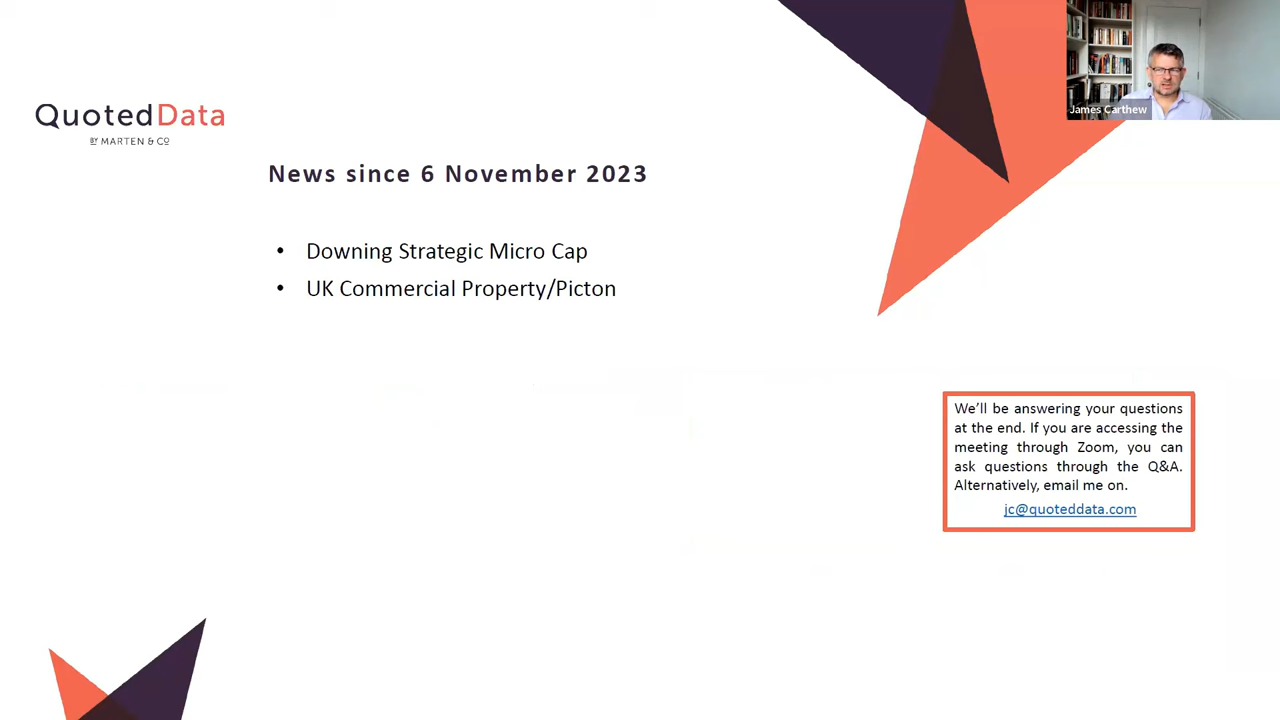 James Carthew
QuotedData
BY MARTEN & CO
News since 6 November 2023
• Downing Strategic Micro Cap
• UK Commercial Property/Picton
We'll be answering your questions
at the end. If you are accessing the
meeting through Zoom, you can
ask questions through the Q&A.
Alternatively, email me on.
jc@quoteddata.com